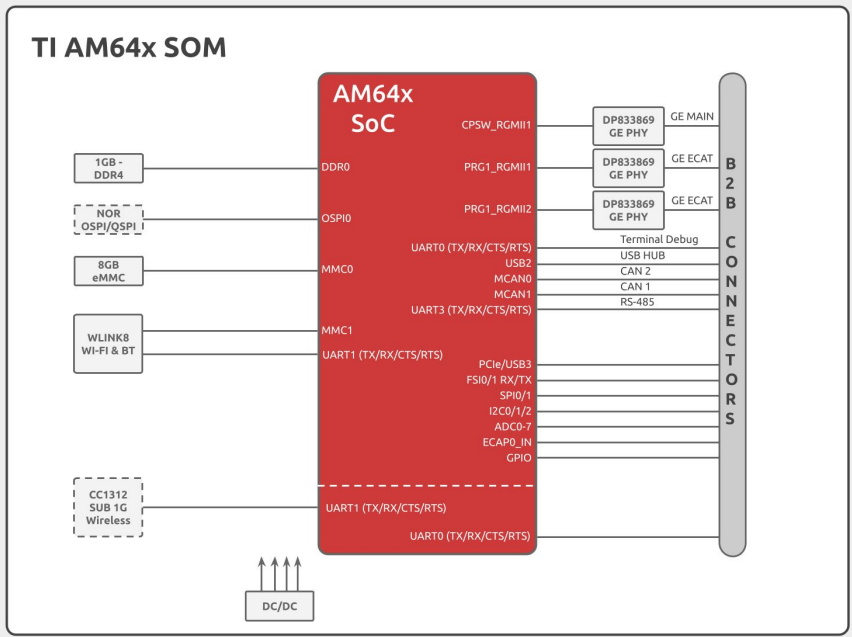 TI AM64x SOM
AM64x
SoC
1GB -
DDR4
NOR
OSPI/QSPI
8GB
eMMC
WLINK8
WI-FI & BT
CC1312
SUB 1G
Wireless
DC/DC
DDR0
OSPI0
MMC0
MMC1
UART1 (TX/RX/CTS/RTS)
UART1 (TX/RX/CTS/RTS)
CPSW_RGMII1
PRG1_RGMII1
PRG1_RGMII2
UART0 (TX/RX/CTS/RTS)
USB2
MCAN0
MCAN1
UART3 (TX/RX/CTS/RTS)
PCIe/USB3
FSI0/1 RX/TX
SPI0/1
I2C0/1/2
ADC0-7
ECAP0_IN
GPIO
UART0 (TX/RX/CTS/RTS)
DP833869
GE PHY
DP833869
GE PHY
DP833869
GE PHY
GE MAIN
GE ECAT
GE ECAT
Terminal Debug
USB HUB
CAN 2
CAN 1
RS-485
B2B CONNECTORS